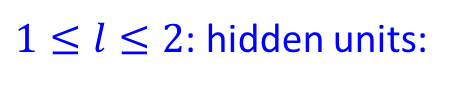 1 ≤ l ≤ 2: hidden units: